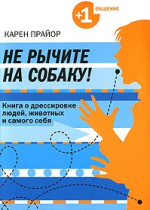 +1
ОБЩЕНИЕ
КАРЕН ПРАЙОР
НЕ РЫЧИТЕ
НА СОБАКУ!
Книга о дрессировке
людей, животных
и самого себя